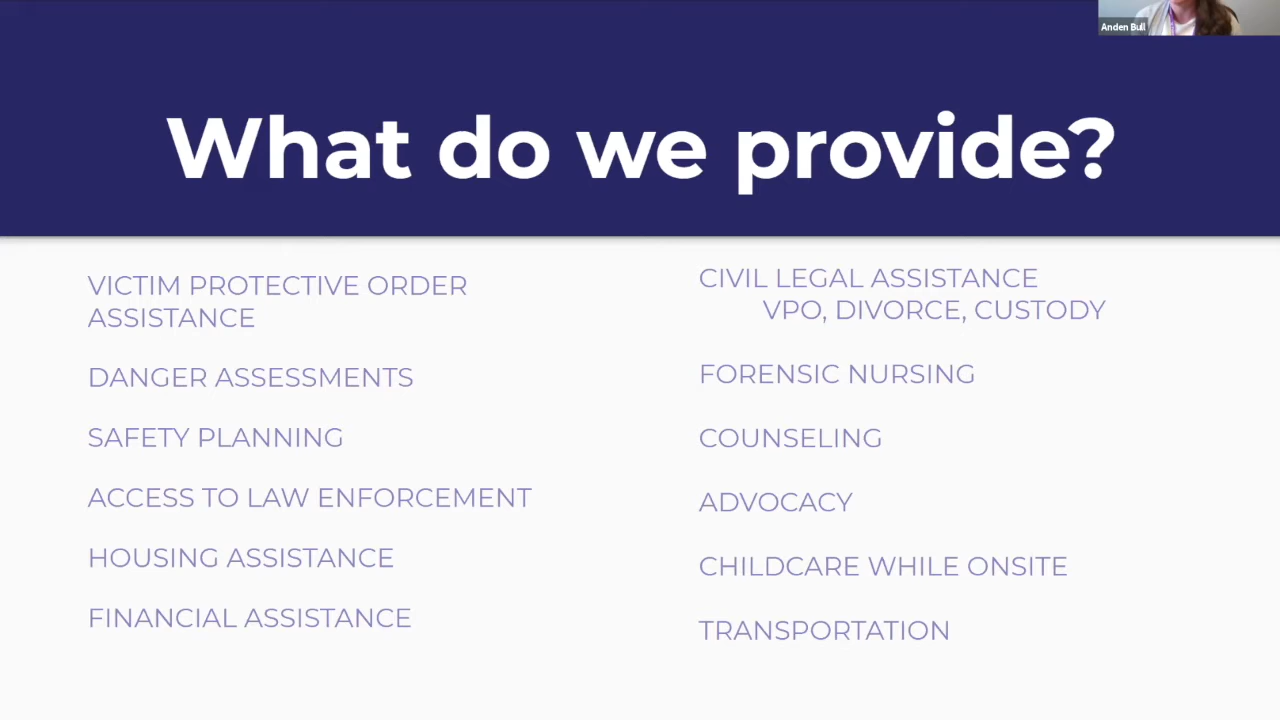 Anden Bull
What do we provide?
VICTIM PROTECTIVE ORDER
ASSISTANCE
DANGER ASSESSMENTS
SAFETY PLANNING
ACCESS TO LAW ENFORCEMENT
HOUSING ASSISTANCE
FINANCIAL ASSISTANCE
CIVIL LEGAL ASSISTANCE
VPO, DIVORCE, CUSTODY
FORENSIC NURSING
COUNSELING
ADVOCACY
CHILDCARE WHILE ONSITE
TRANSPORTATION